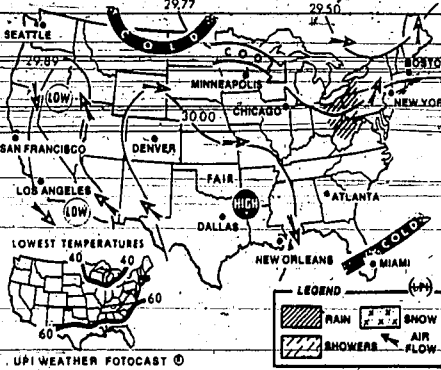 29.77
29.50
SEATTLE
COLD
COOL
BOSTON
29.89
MINNEAPOLIS
LOW
NEW YORK
CHICAGO
30.00
SAN FRANCISCO
DENVER
FAIR
LOS ANGELES
HIGH
ATLANTA
LOW
DALLAS
COLD
LOWEST TEMPERATURES
NEW ORLEANS
MIAMI
40
40
LEGEND
(UPI)
RAIN
SNOW
60
SHOWERS
AIR
FLOW
60
UPI WEATHER FOTOCAST ©